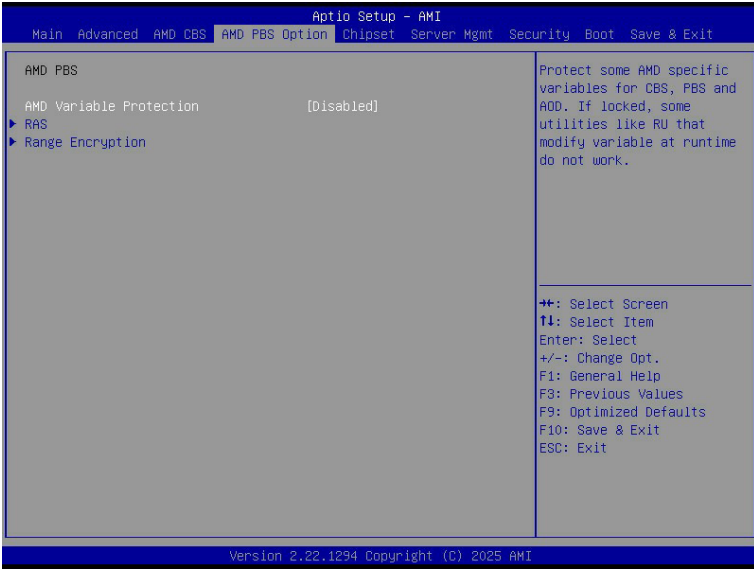 Aptio Setup - AMI
Main Advanced AMD CBS AMD PBS Option Chipset Server Mgmt Security Boot Save & Exit
AMD PBS
AMD Variable Protection [Disabled]
▶ RAS
▶ Range Encryption
Protect some AMD specific
variables for CBS, PBS and
AOD. If locked, some
utilities like RU that
modify variable at runtime
do not work.
→←: Select Screen
↑↓: Select Item
Enter: Select
+/-: Change Opt.
F1: General Help
F3: Previous Values
F9: Optimized Defaults
F10: Save & Exit
ESC: Exit
Version 2.22.1294 Copyright (C) 2025 AMI